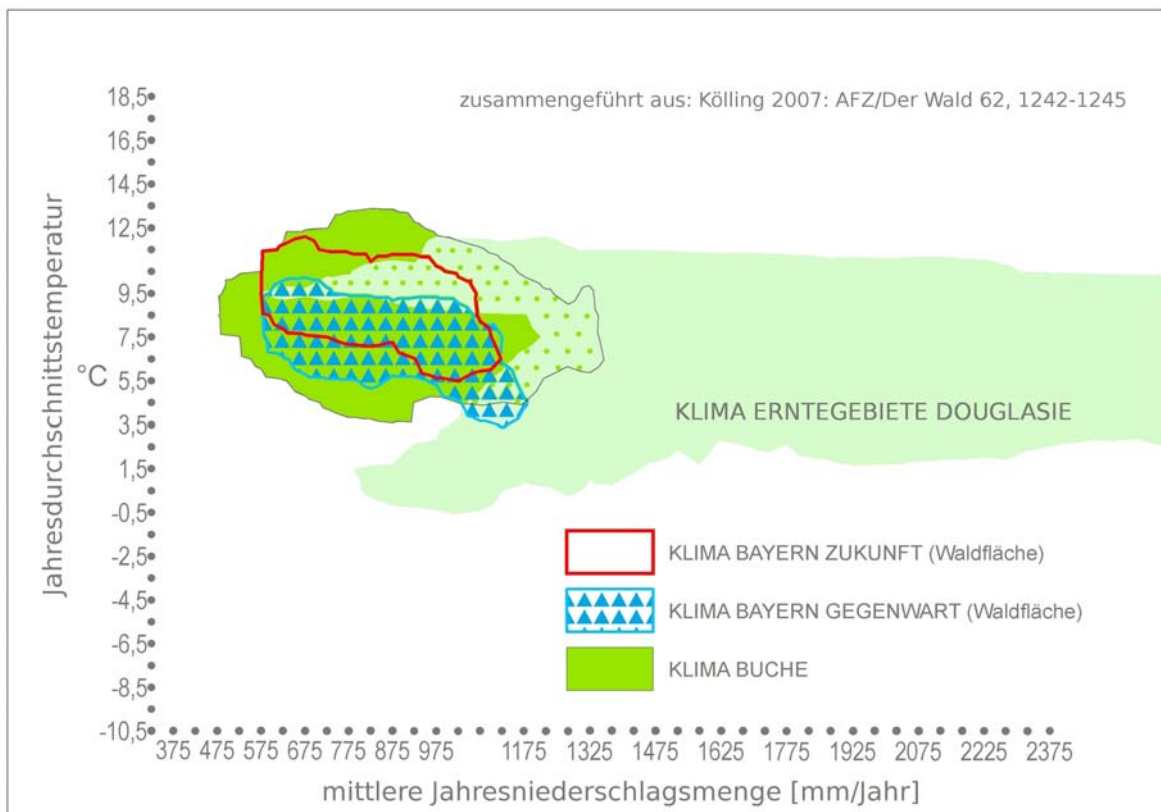 zusammengeführt aus: Kölling 2007: AFZ/Der Wald 62, 1242-1245
Jahresdurchschnittstemperatur
°C
18,5
16,5
14,5
12,5
9,5
7,5
5,5
3,5
1,5
-0,5
-2,5
-4,5
-6,5
-8,5
-10,5
KLIMA ERNTEGEBIETE DOUGLASIE
KLIMA BAYERN ZUKUNFT (Waldfläche)
KLIMA BAYERN GEGENWART (Waldfläche)
KLIMA BUCHE
375 475 575 675 775 875 975 1175 1325 1475 1625 1775 1925 2075 2225 2375
mittlere Jahresniederschlagsmenge [mm/Jahr]